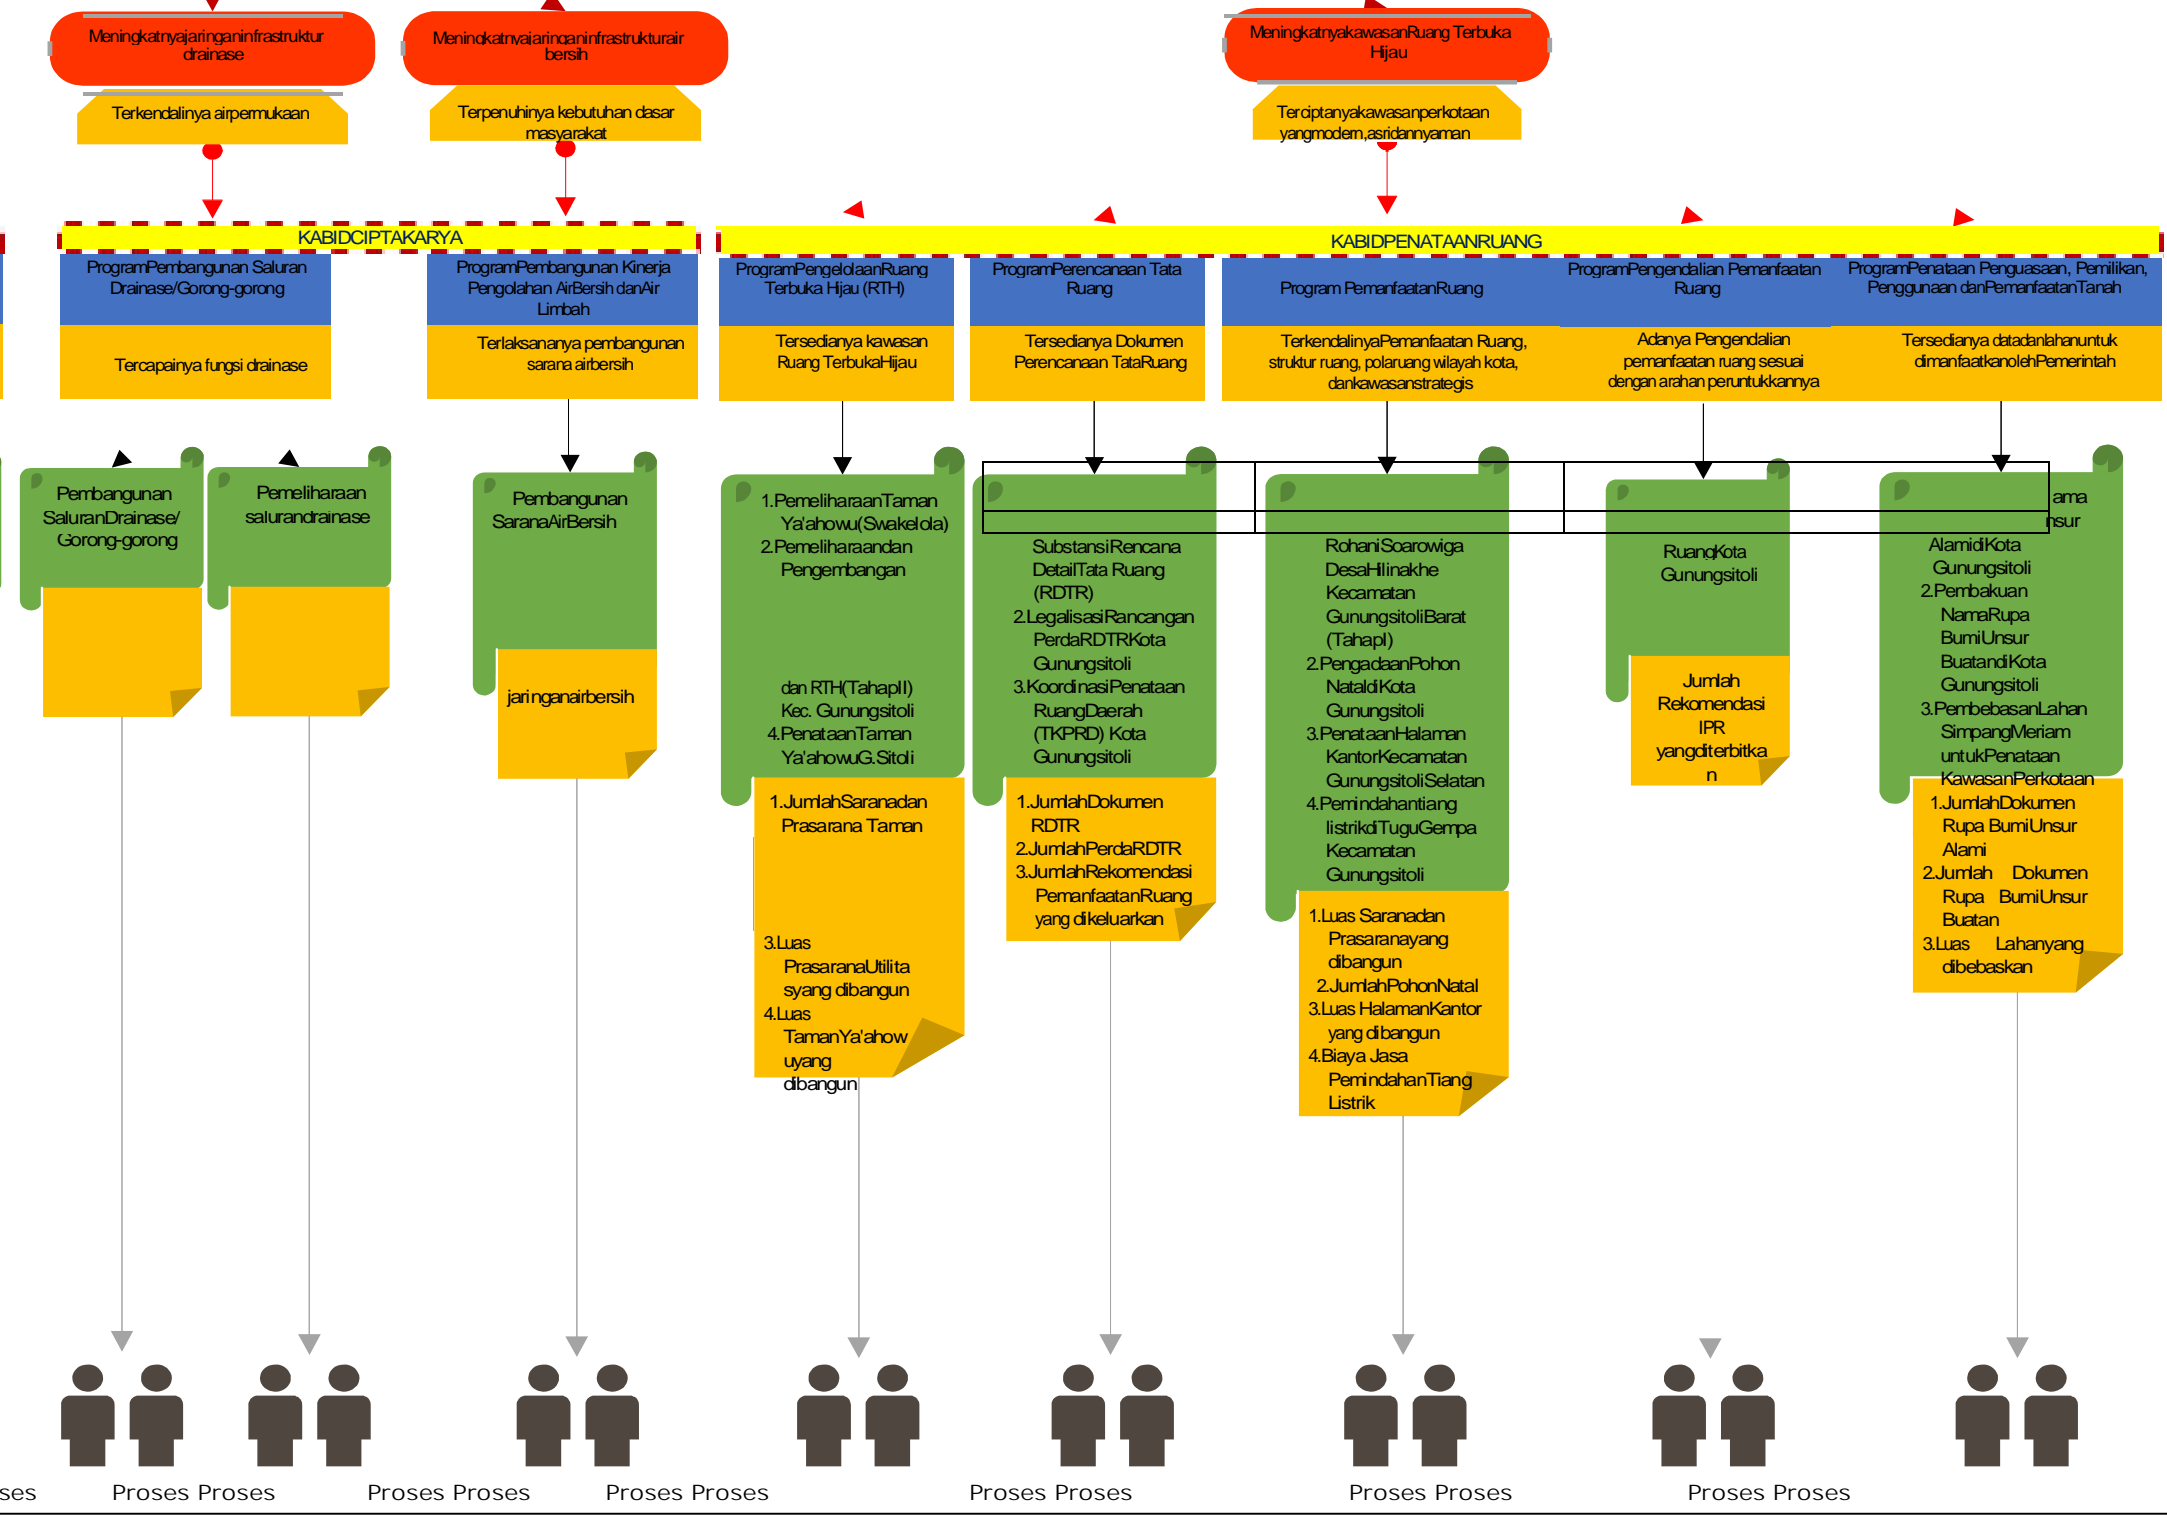 Meningkatnyajaringaninfrastruktur
drainase
Meningkatnyajaringaninfrastrukturair
bersih
MeningkatnyakawasanRuang Terbuka
Hijau
Terkendalinya airpermukaan
Terpenuhinya kebutuhan dasar
masyarakat
Terciptanyakawasanperkotaan
yangmodern,asridannyaman
KABIDCIPTAKARYA
KABIDPENATAANRUANG
ProgramPembangunan Saluran
Drainase/Gorong-gorong
ProgramPembangunan Kinerja
Pengolahan AirBersih danAir
Limbah
ProgramPengelolaanRuang
Terbuka Hijau (RTH)
ProgramPerencanaan Tata
Ruang
Program PemanfaatanRuang
ProgramPengendalian Pemanfaatan
Ruang
ProgramPenataan Penguasaan, Pemilikan,
Penggunaan danPemanfaatanTanah
Tercapainya fungsi drainase
Terlaksananya pembangunan
sarana airbersih
Tersedianya kawasan
Ruang TerbukaHijau
Tersedianya Dokumen
Perencanaan TataRuang
TerkendalinyaPemanfaatan Ruang,
struktur ruang, polaruang wilayah kota,
dankawasanstrategis
Adanya Pengendalian
pemanfaatan ruang sesuai
dengan arahan peruntukkannya
Tersedia datadanlahanuntuk
dimanfaatkanolehPemerintah
Pembangunan
SaluranDrainase/
Gorong-gorong
Pemeliharaan
salurandrainase
Pembangunan
SaranaAirBersih
jaringanairbersih
1.PemeliharaanTaman
Ya'ahowu(Swakelola)
2.Pemeliharaandan
Pengembangan
dan RTH(TahapII)
Kec. Gunungsitoli
4.PenataanTaman
Ya'ahowuG.Sitoli
1.JumlahSaranadan
Prasarana Taman
3.Luas
PrasaranaUtilita
syang dibangun
4.Luas
TamanYa'ahow
uyang
dibangun
SubstansiRencana
DetailTata Ruang
(RDTR)
2.LegalisasiRancangan
PerdaRDTRKota
Gunungsitoli
3.KoordinasiPenataan
RuangDaerah
(TKPRD) Kota
Gunungsitoli
1.JumlahDokumen
RDTR
2.JumlahPerdaRDTR
3.JumlahRekomendasi
PemanfaatanRuang
yang dikeluarkan
RohaniSoarowiga
DesaHilinakhe
Kecamatan
GunungsitoliBarat
(TahapI)
2.PengadaanPohon
NataldiKota
Gunungsitoli
3.PenataanHalaman
KantorKecamatan
GunungsitoliSelatan
4.Pemindahantiang
listrikdiTuguGempa
Kecamatan
Gunungsitoli
1.Luas Saranadan
Prasaranayang
dibangun
2.JumlahPohonNatal
3.Luas HalamanKantor
yang dibangun
4.Biaya Jasa
PemindahanTiang
Listrik
RuangKota
Gunungsitoli
Jumlah
Rekomendasi
IPR
yangditerbitka
n
ama
nsur
AlamidiKota
Gunungsitoli
2.Pembakuan
NamaRupa
BumiUnsur
BuatandiKota
Gunungsitoli
3.PembebasanLahan
SimpangMeriam
untukPenataan
KawasanPerkotaan
1.JumlahDokumen
Rupa BumiUnsur
Alami
2.Jumlah Dokumen
Rupa BumiUnsur
Buatan
3.Luas Lahanyang
dibebaskan
ses Proses Proses Proses Proses Proses Proses Proses Proses Proses Proses Proses Proses